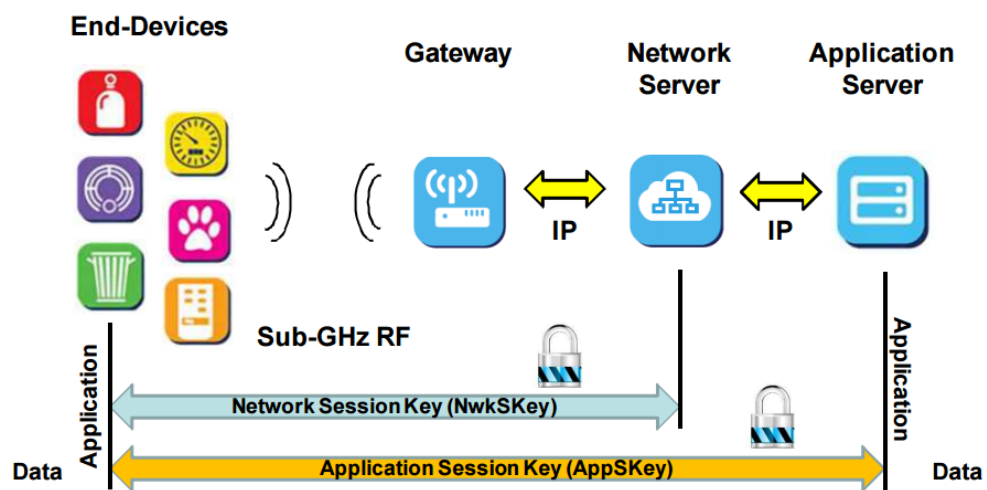 End-Devices
Gateway
Network
Server
Application
Server
IP
IP
Sub-GHz RF
Application
Application
Network Session Key (NwkSKey)
Application Session Key (AppSKey)
Data
Data